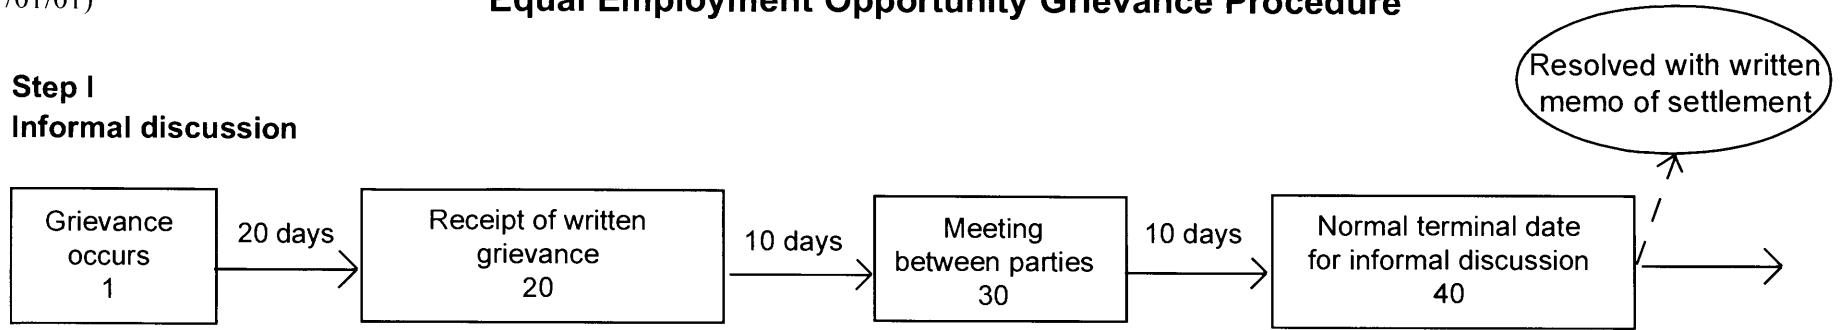 /01/01)
Equal Employment Opportunity Grievance Procedure
Step I
Informal discussion
Resolved with written
memo of settlement
Grievance
occurs
1
20 days
Receipt of written
grievance
20
10 days
Meeting
between parties
30
10 days
Normal terminal date
for informal discussion
40